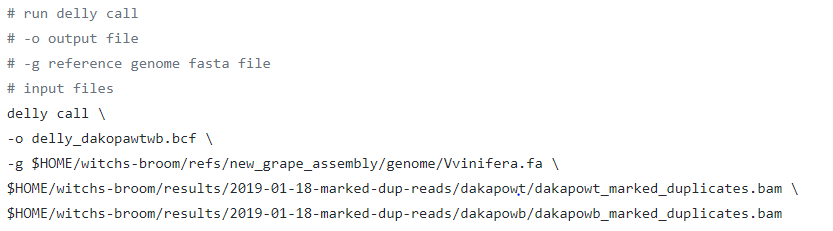 # run delly call
# -o output file
# -g reference genome fasta file
# input files
delly call \
-o delly_dakopawtwb.bcf \
-g $HOME/witchs-broom/refs/new_grape_assembly/genome/Vvinifera.fa \
$HOME/witchs-broom/results/2019-01-18-marked-dup-reads/dakapowt/dakapowt_marked_duplicates.bam \
$HOME/witchs-broom/results/2019-01-18-marked-dup-reads/dakapowb/dakapowb_marked_duplicates.bam